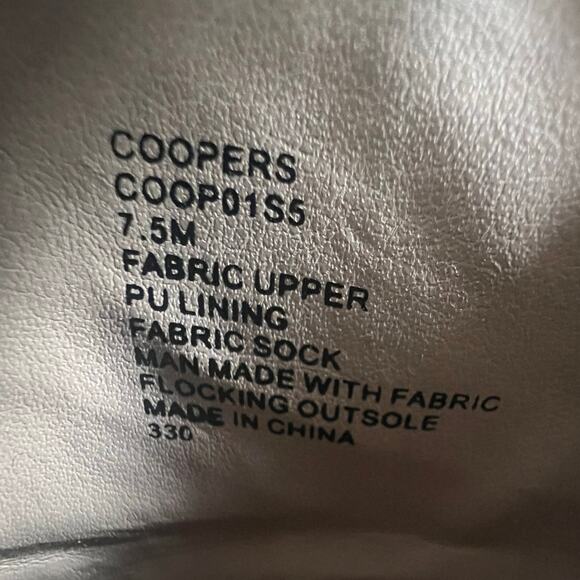 COOPERS
COOP01S5
7.5M
FABRIC UPPER
PU LINING
FABRIC SOCK
MAN MADE WITH FABRIC
FLOCKING OUTSOLE
MADE IN CHINA
330